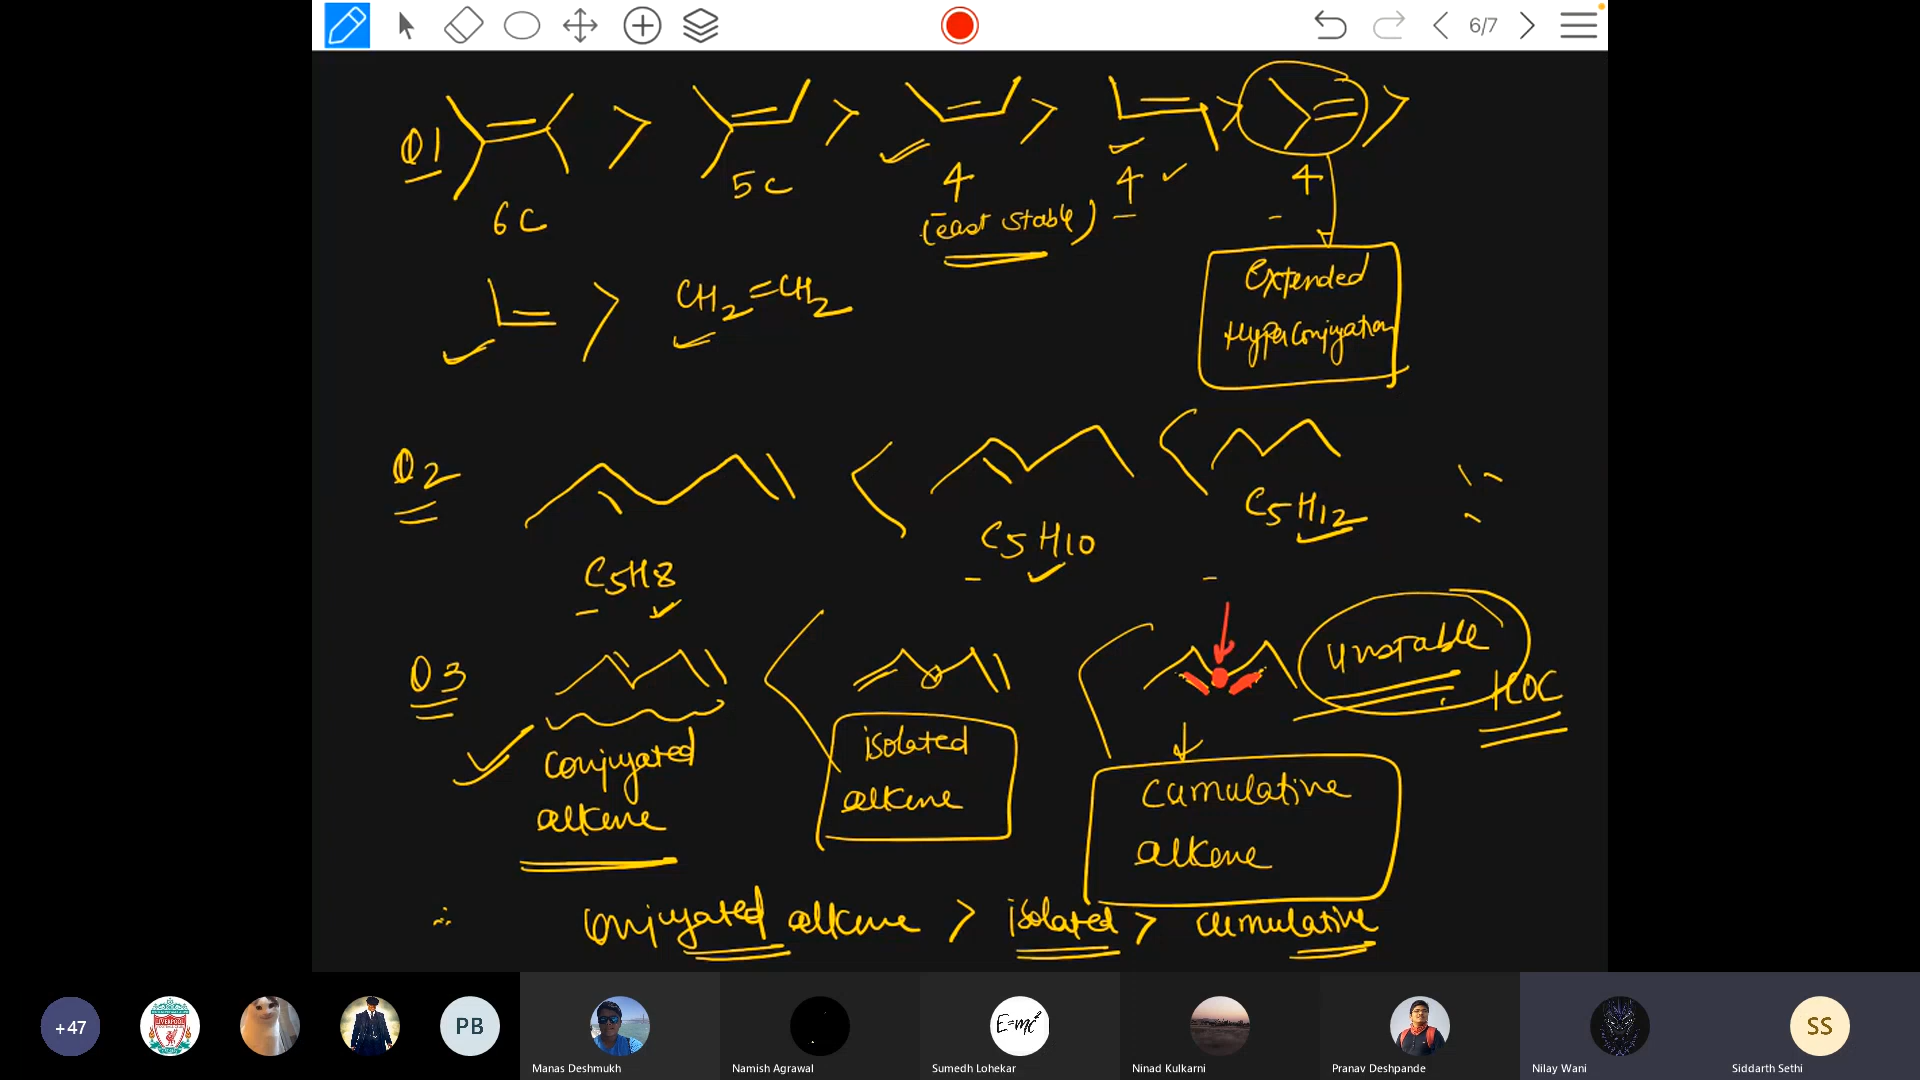 6/7
Q1 > > > > >
6C 5C 4 4 4
(least stable)
> CH2=CH2
Extended
Hyperconjugation
Q2 < <
C5H8 C5H10 C5H12
Q3 < < Unstable
HOC
Conjugated
alkene
isolated
alkene
Cumulative
alkene
∴ Conjugated alkene > isolated > cumulative
+47
LIVERPOOL
PB
E=mc²
SS
Manas Deshmukh
Namish Agrawal
Sumedh Lohekar
Ninad Kulkarni
Pranav Deshpande
Nilay Wani
Siddarth Sethi